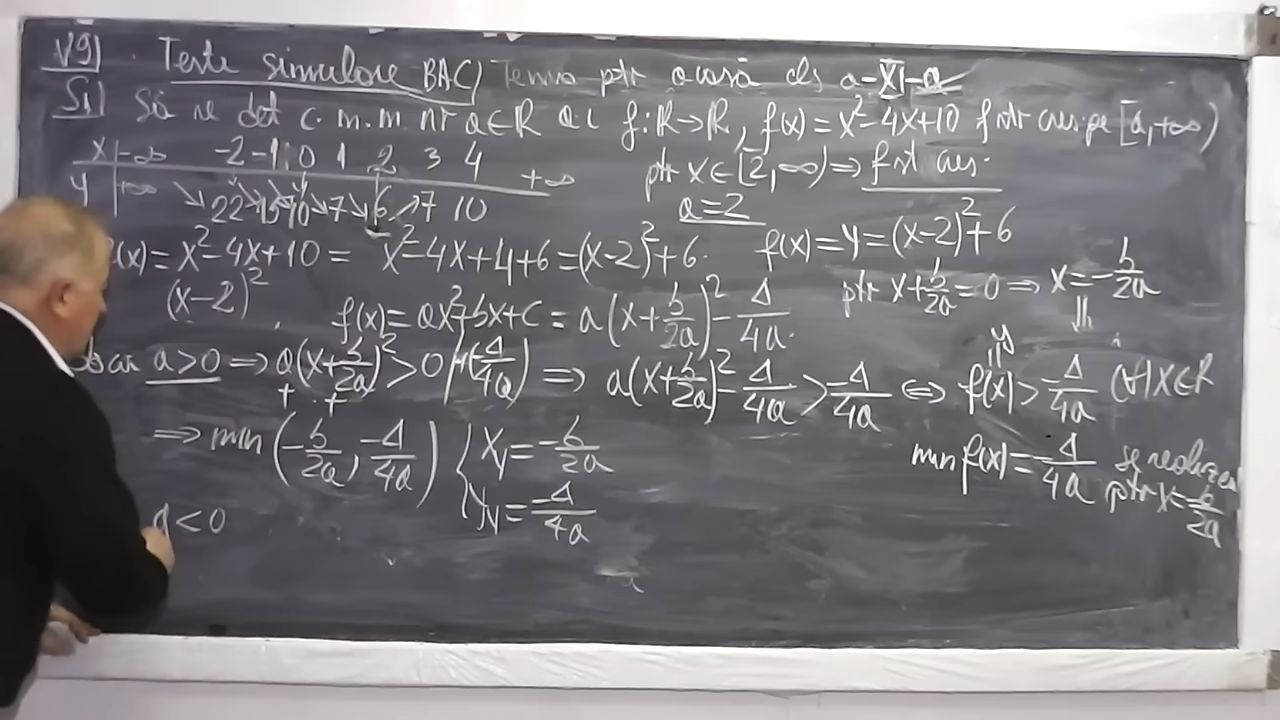 V9) . Teste simulare BAC) Tema ptr acasă cls a-XI-a
S1) Să se det c.m.m nr a∈R a.i f:R→R, f(x)=x²-4x+10 f str cres pe [a,+∞)
x | -∞ -2 -1 0 1 2 3 4 +∞
y | +∞ ↘ 22 ↘ 15 ↘ 10 ↘ 7 ↘ 6 ↗ 7 10
ptr x∈[2,∞) ⇒ f str cres.
a=2
f(x)=x²-4x+10 = x²-4x+4+6=(x-2)²+6.
(x-2)²
f(x)=y=(x-2)²+6
ptr x+b/2a=0 ⇒ x=-b/2a
f(x)=ax²+bx+c = a(x+b/2a)²-Δ/4a.
a>0 ⇒ a(x+b/2a)²>0 |+(-Δ/4a) ⇒ a(x+b/2a)²-Δ/4a>-Δ/4a ⇔ f(x)>-Δ/4a (∀)x∈R
y
+ +
⇒ min(-b/2a, -Δ/4a) { Xv=-b/2a
Yv=-Δ/4a
min f(x)=-Δ/4a se realizea
ptr x=-b/2a
a<0